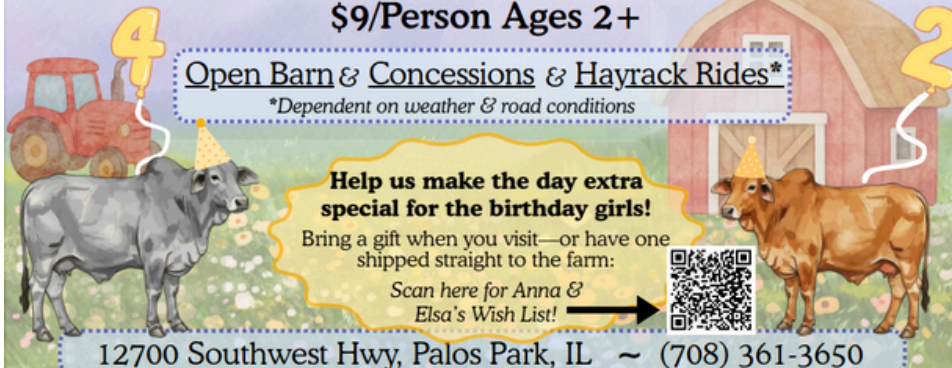 $9/Person Ages 2+
4
2
Open Barn & Concessions & Hayrack Rides*
*Dependent on weather & road conditions
Help us make the day extra
special for the birthday girls!
Bring a gift when you visit—or have one
shipped straight to the farm:
Scan here for Anna &
Elsa's Wish List!
12700 Southwest Hwy, Palos Park, IL ~ (708) 361-3650